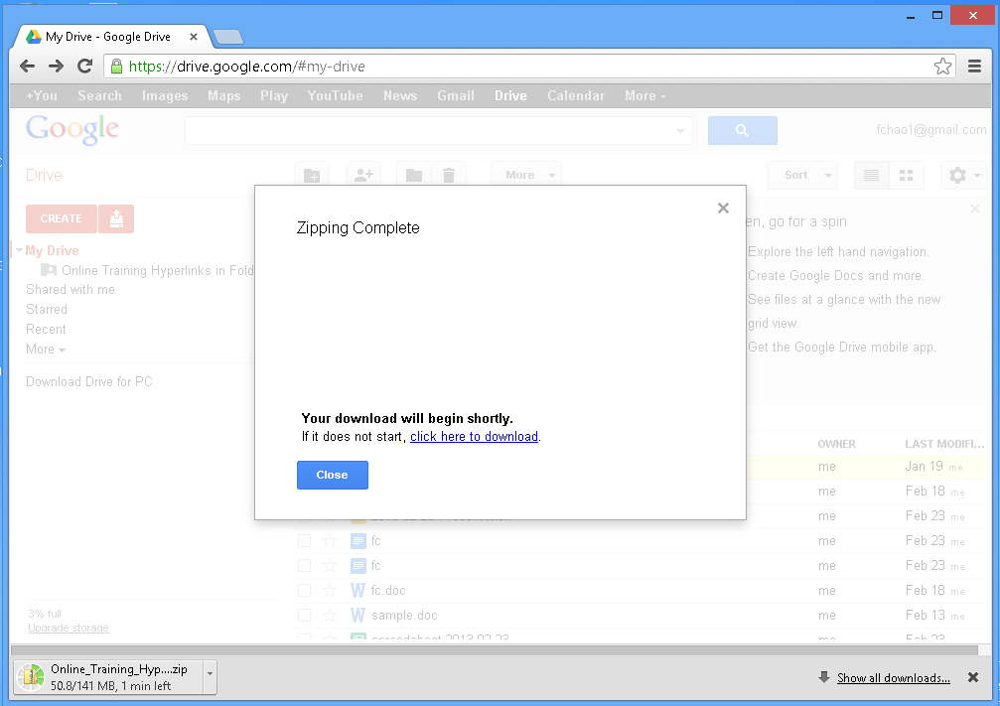 My Drive - Google Drive
https://drive.google.com/#my-drive
+You Search Images Maps Play YouTube News Gmail Drive Calendar More
Google
fchao1@gmail.com
Drive
More
Sort
CREATE
My Drive
Online Training Hyperlinks in Fold
Shared with me
Starred
Recent
More
Download Drive for PC
Zipping Complete
Your download will begin shortly.
If it does not start, click here to download.
Close
en, go for a spin
Explore the left hand navigation.
Create Google Docs and more.
See files at a glance with the new
grid view.
Get the Google Drive mobile app.
OWNER LAST MODIFI...
me Jan 19 me
me Feb 18 me
me Feb 23 me
fc me Feb 23 me
fc me Feb 23 me
fc.doc me Feb 18 me
sample.doc me Feb 13 me
spreadsheet 2013 02 23 me Feb 23 me
3% full
Upgrade storage
Online_Training_Hyp....zip
50.8/141 MB, 1 min left
Show all downloads...